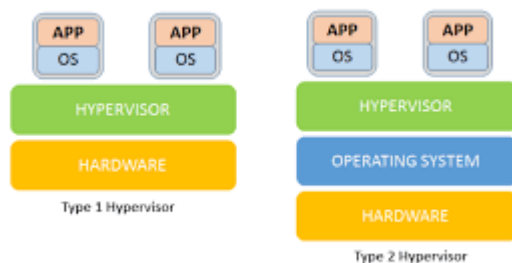 APP
OS
APP
OS
HYPERVISOR
HARDWARE
Type 1 Hypervisor
APP
OS
APP
OS
HYPERVISOR
OPERATING SYSTEM
HARDWARE
Type 2 Hypervisor